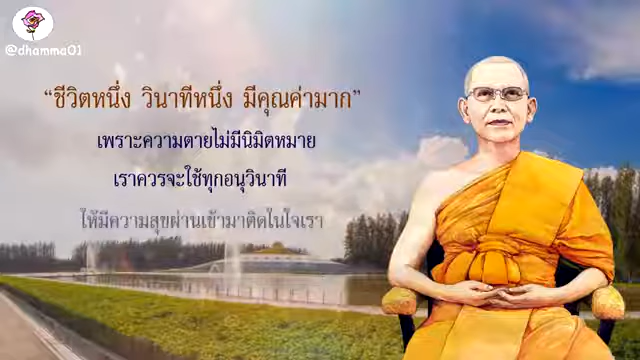 @dhamma01
“ชีวิตหนึ่ง วินาทีหนึ่ง มีคุณค่ามาก”
เพราะความตายไม่มีนิมิตหมาย
เราควรจะใช้ทุกอนุวินาที
ให้มีความสุขผ่านเข้ามาติดในใจเรา